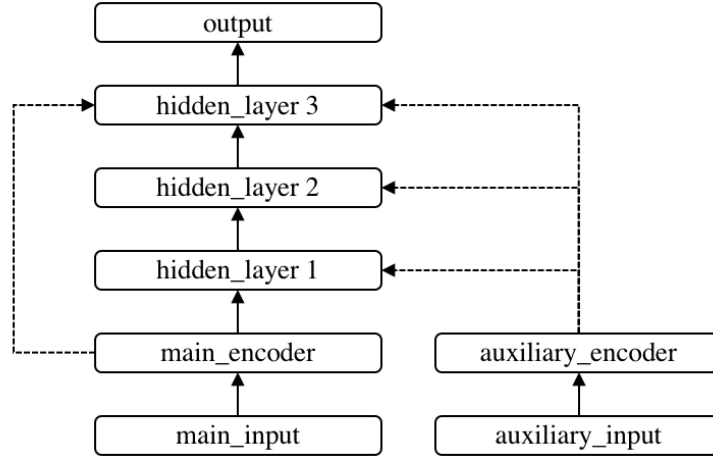 output
hidden_layer 3
hidden_layer 2
hidden_layer 1
main_encoder
auxiliary_encoder
main_input
auxiliary_input